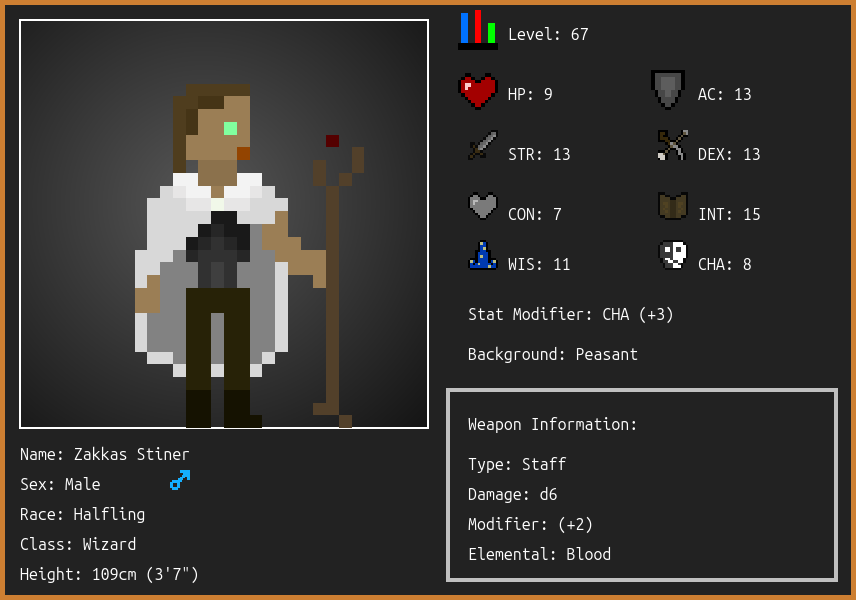 Level: 67
HP: 9
AC: 13
STR: 13
DEX: 13
CON: 7
INT: 15
WIS: 11
CHA: 8
Stat Modifier: CHA (+3)
Background: Peasant
Weapon Information:
Type: Staff
Damage: d6
Modifier: (+2)
Elemental: Blood
Name: Zakkas Stiner
Sex: Male
Race: Halfling
Class: Wizard
Height: 109cm (3'7")